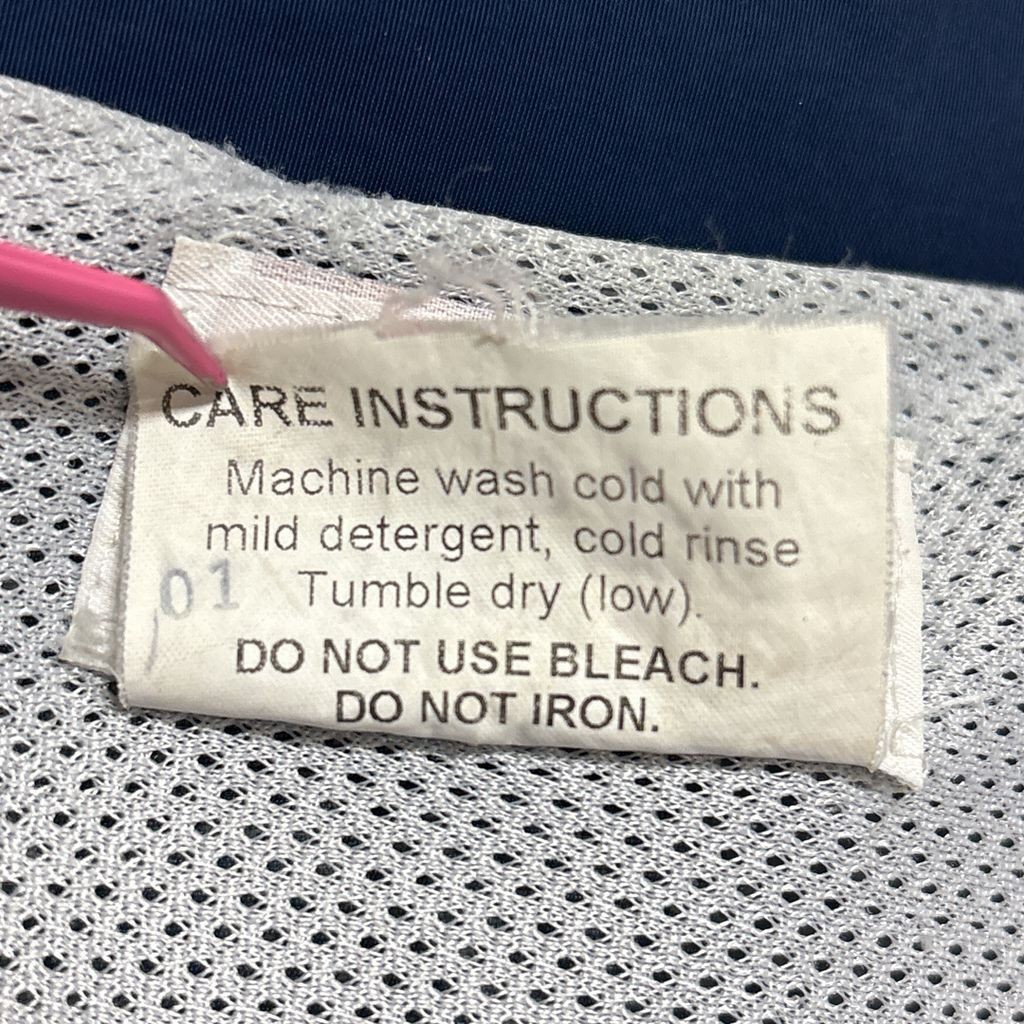 CARE INSTRUCTIONS
Machine wash cold with
mild detergent, cold rinse
01 Tumble dry (low).
DO NOT USE BLEACH.
DO NOT IRON.